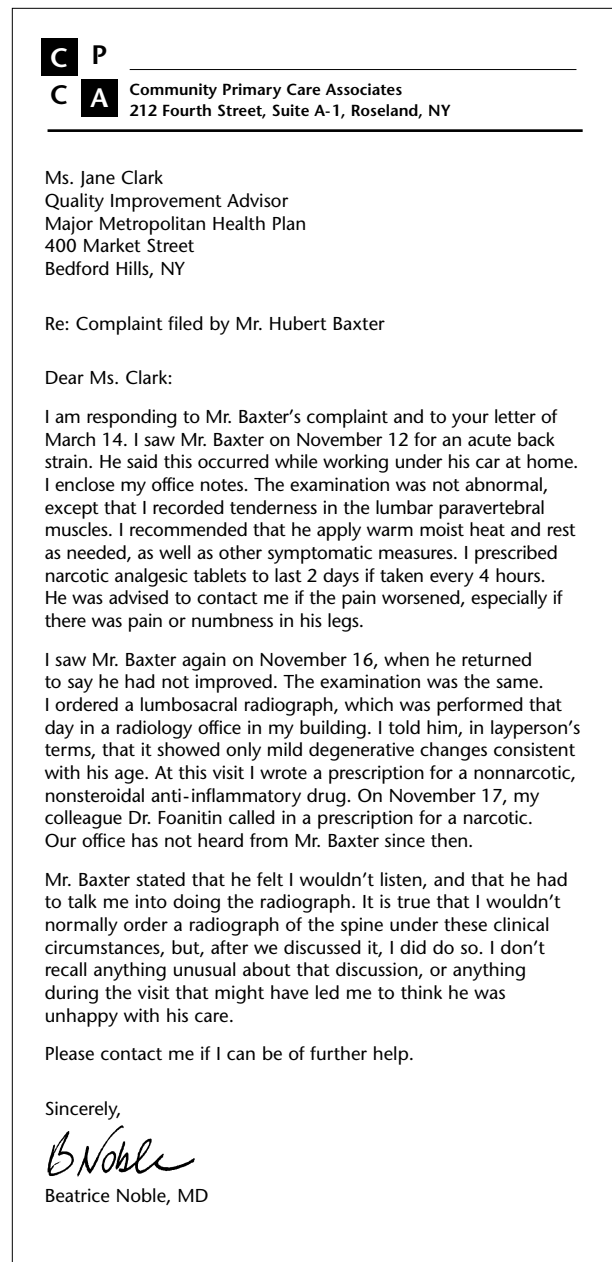 C P
C A
Community Primary Care Associates
212 Fourth Street, Suite A-1, Roseland, NY
Ms. Jane Clark
Quality Improvement Advisor
Major Metropolitan Health Plan
400 Market Street
Bedford Hills, NY
Re: Complaint filed by Mr. Hubert Baxter
Dear Ms. Clark:
I am responding to Mr. Baxter’s complaint and to your letter of
March 14. I saw Mr. Baxter on November 12 for an acute back
strain. He said this occurred while working under his car at home.
I enclose my office notes. The examination was not abnormal,
except that I recorded tenderness in the lumbar paravertebral
muscles. I recommended that he apply warm moist heat and rest
as needed, as well as other symptomatic measures. I prescribed
narcotic analgesic tablets to last 2 days if taken every 4 hours.
He was advised to contact me if the pain worsened, especially if
there was pain or numbness in his legs.
I saw Mr. Baxter again on November 16, when he returned
to say he had not improved. The examination was the same.
I ordered a lumbosacral radiograph, which was performed that
day in a radiology office in my building. I told him, in layperson’s
terms, that it showed only mild degenerative changes consistent
with his age. At this visit I wrote a prescription for a nonnarcotic,
nonsteroidal anti-inflammatory drug. On November 17, my
colleague Dr. Foanitin called in a prescription for a narcotic.
Our office has not heard from Mr. Baxter since then.
Mr. Baxter stated that he felt I wouldn’t listen, and that he had
to talk me into doing the radiograph. It is true that I wouldn’t
normally order a radiograph of the spine under these clinical
circumstances, but, after we discussed it, I did do so. I don’t
recall anything unusual about that discussion, or anything
during the visit that might have led me to think he was
unhappy with his care.
Please contact me if I can be of further help.
Sincerely,
B Noble
Beatrice Noble, MD